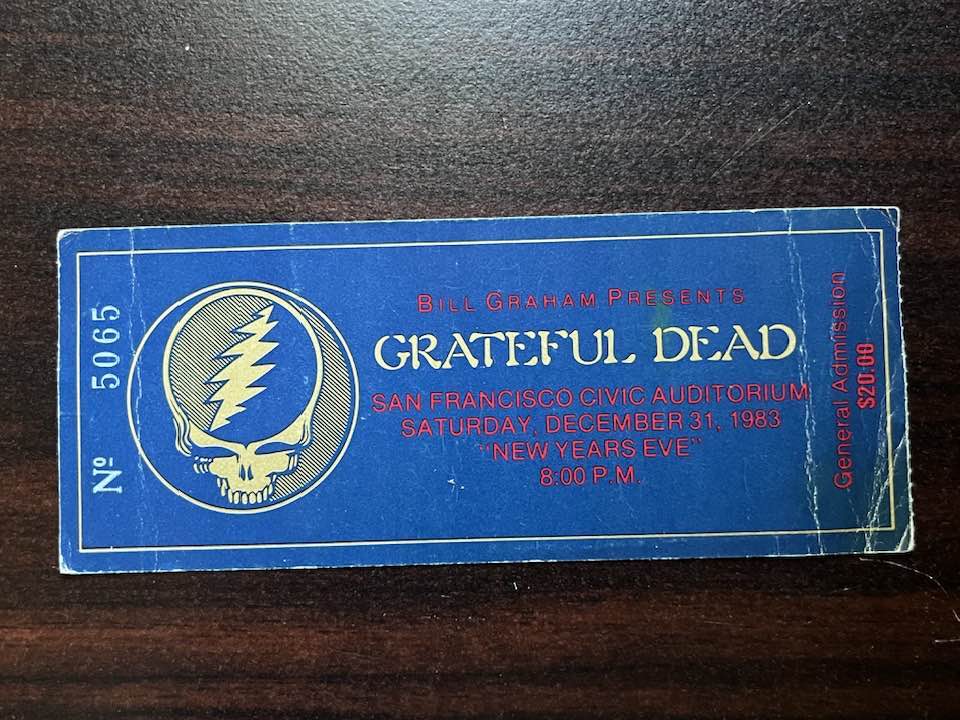 Nº 5065
BILL GRAHAM PRESENTS
GRATEFUL DEAD
SAN FRANCISCO CIVIC AUDITORIUM
SATURDAY, DECEMBER 31, 1983
"NEW YEARS EVE"
8:00 P.M.
General Admission
$20.00